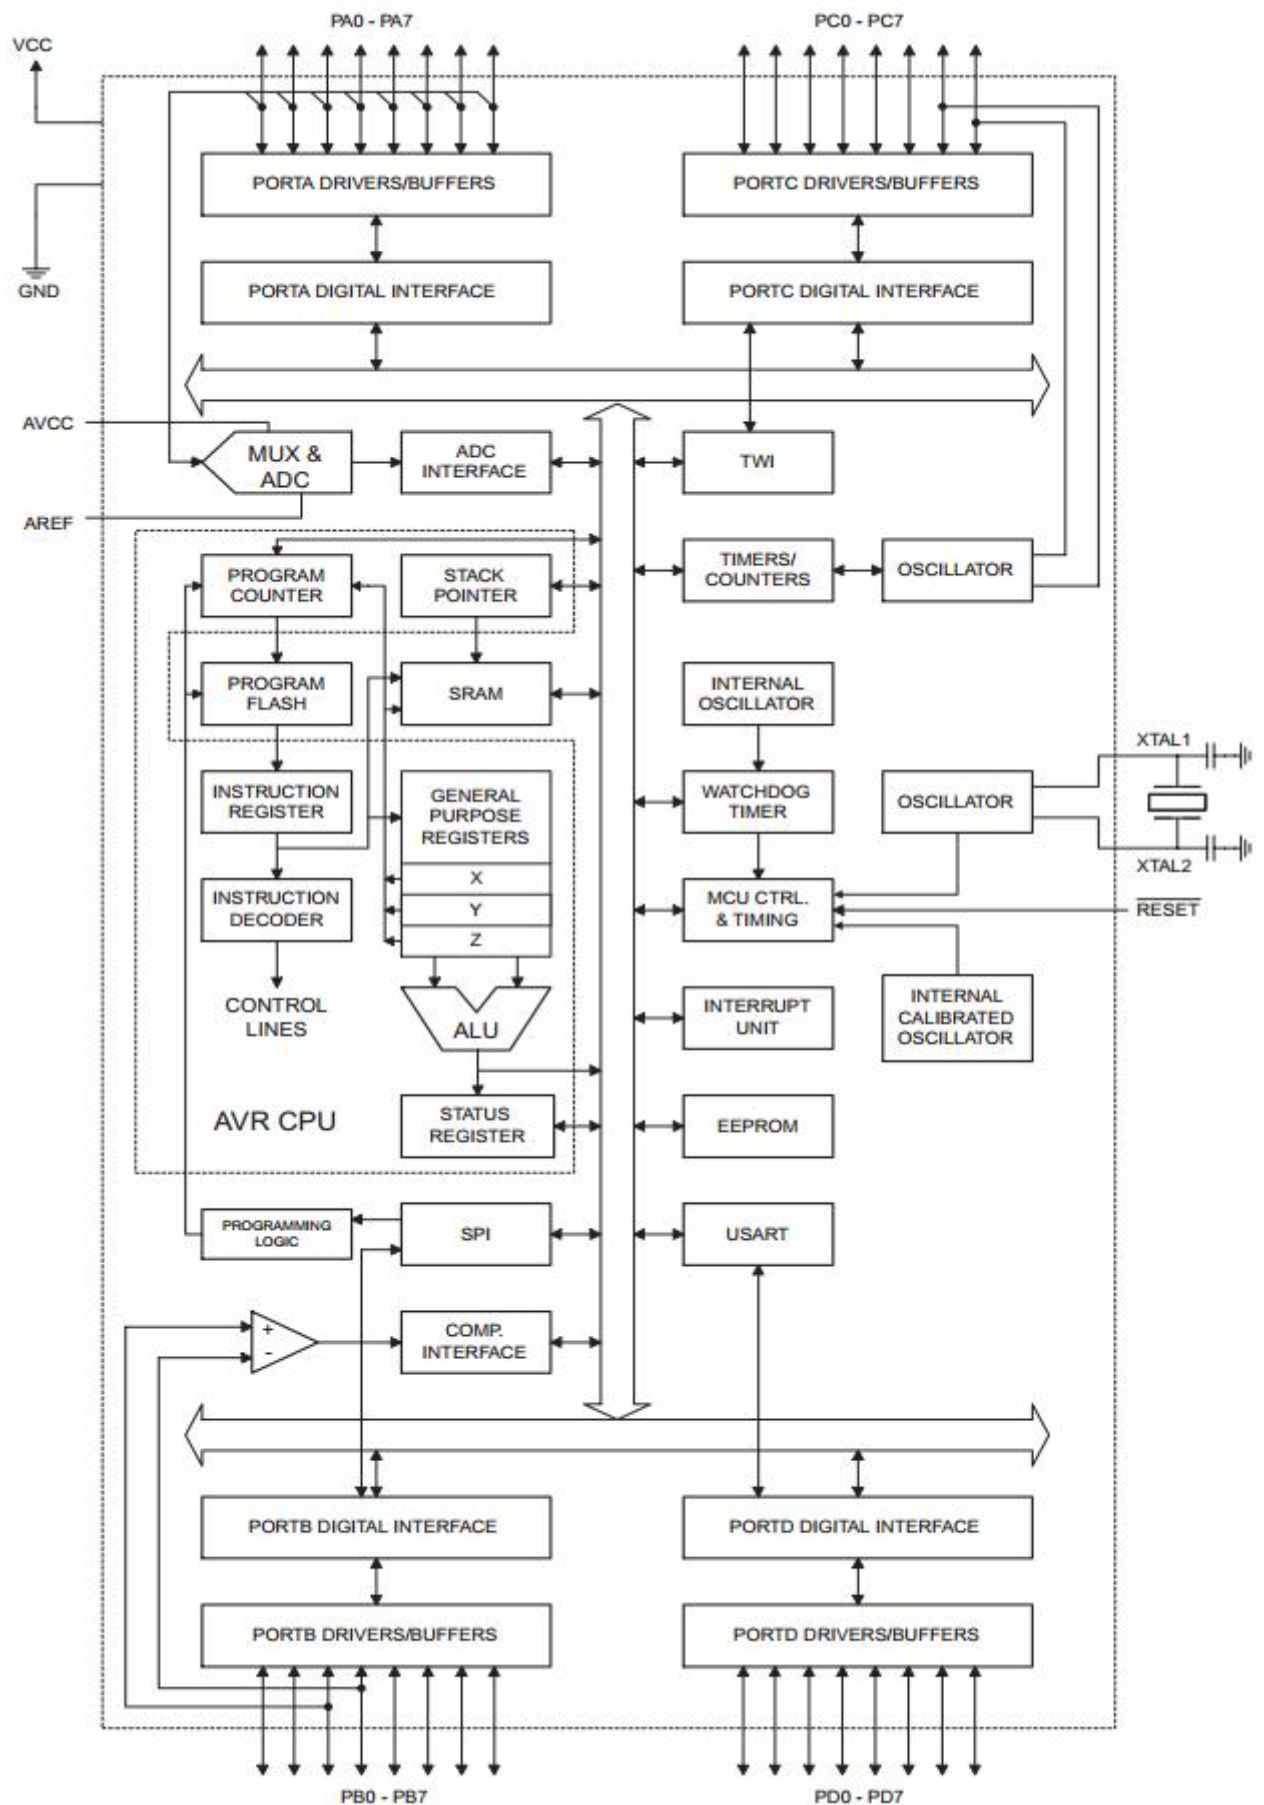 PA0 - PA7
PC0 - PC7
VCC
PORTA DRIVERS/BUFFERS
PORTC DRIVERS/BUFFERS
GND
PORTA DIGITAL INTERFACE
PORTC DIGITAL INTERFACE
AVCC
MUX &
ADC
ADC
INTERFACE
TWI
AREF
PROGRAM
COUNTER
STACK
POINTER
TIMERS/
COUNTERS
OSCILLATOR
PROGRAM
FLASH
SRAM
INTERNAL
OSCILLATOR
XTAL1
INSTRUCTION
REGISTER
GENERAL
PURPOSE
REGISTERS
WATCHDOG
TIMER
OSCILLATOR
XTAL2
X
Y
Z
INSTRUCTION
DECODER
MCU CTRL.
& TIMING
RESET
CONTROL
LINES
ALU
INTERRUPT
UNIT
INTERNAL
CALIBRATED
OSCILLATOR
AVR CPU
STATUS
REGISTER
EEPROM
PROGRAMMING
LOGIC
SPI
USART
+
-
COMP.
INTERFACE
PORTB DIGITAL INTERFACE
PORTD DIGITAL INTERFACE
PORTB DRIVERS/BUFFERS
PORTD DRIVERS/BUFFERS
PB0 - PB7
PD0 - PD7